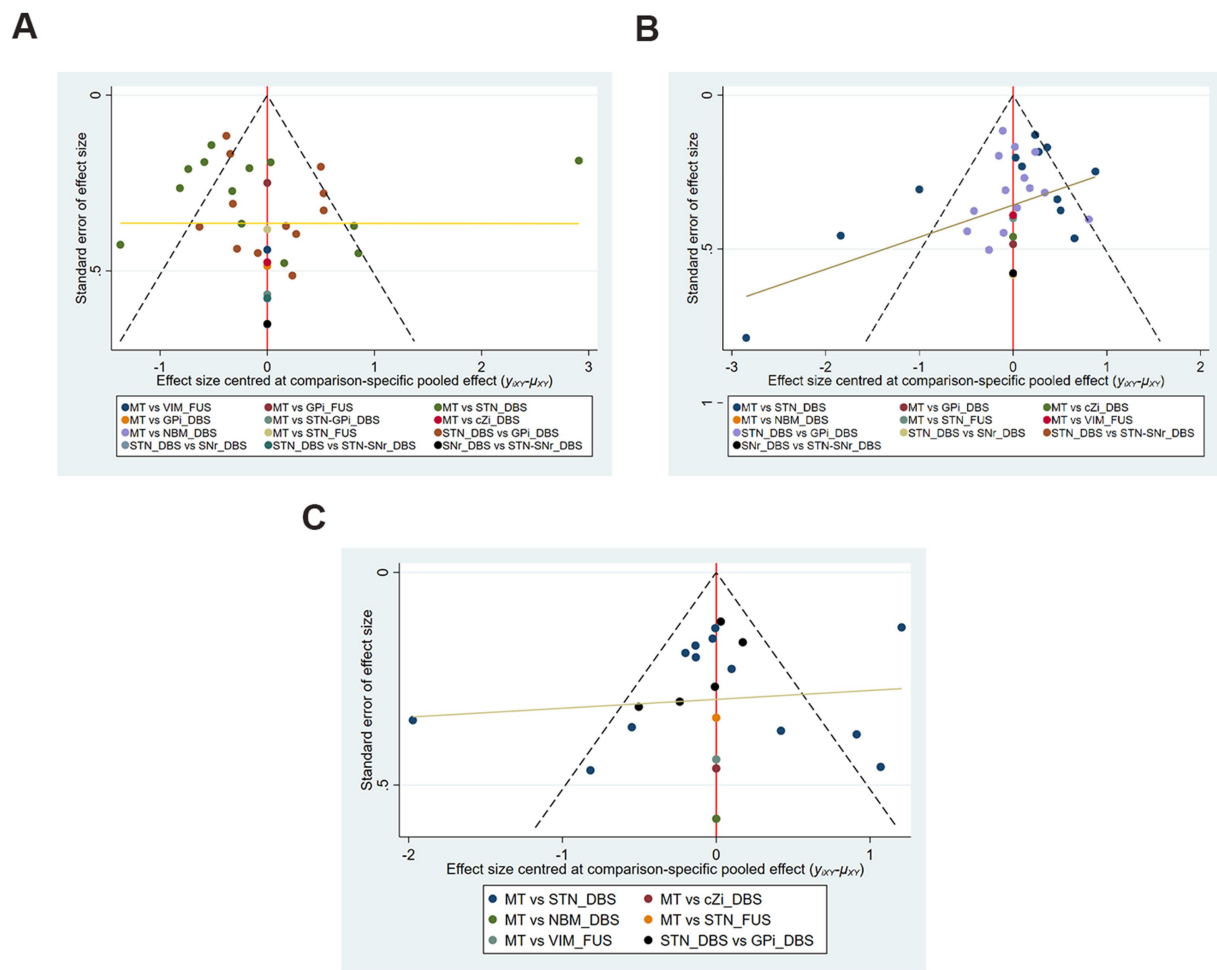 A
B
0
.5
Standard error of effect size
-1
0
1
2
3
Effect size centred at comparison-specific pooled effect (yiXY-μXY)
MT vs VIM_FUS
MT vs GPi_FUS
MT vs STN_DBS
MT vs GPi_DBS
MT vs STN-GPi_DBS
MT vs cZi_DBS
MT vs NBM_DBS
MT vs STN_FUS
STN_DBS vs GPi_DBS
STN_DBS vs SNr_DBS
STN_DBS vs STN-SNr_DBS
SNr_DBS vs STN-SNr_DBS
0
.5
1
Standard error of effect size
-3
-2
-1
0
1
2
Effect size centred at comparison-specific pooled effect (yiXY-μXY)
MT vs STN_DBS
MT vs GPi_DBS
MT vs cZi_DBS
MT vs NBM_DBS
MT vs STN_FUS
MT vs VIM_FUS
STN_DBS vs GPi_DBS
STN_DBS vs SNr_DBS
STN_DBS vs STN-SNr_DBS
SNr_DBS vs STN-SNr_DBS
C
0
.5
Standard error of effect size
-2
-1
0
1
Effect size centred at comparison-specific pooled effect (yiXY-μXY)
MT vs STN_DBS
MT vs cZi_DBS
MT vs NBM_DBS
MT vs STN_FUS
MT vs VIM_FUS
STN_DBS vs GPi_DBS